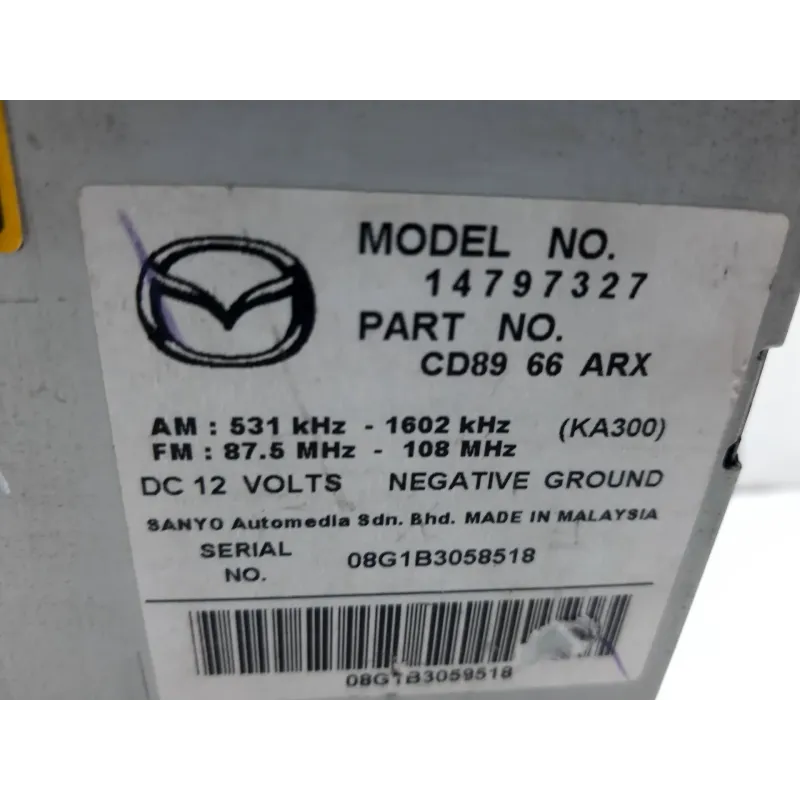 MODEL NO.
14797327
PART NO.
CD89 66 ARX
AM : 531 kHz - 1602 kHz (KA300)
FM : 87.5 MHz - 108 MHz
DC 12 VOLTS NEGATIVE GROUND
SANYO Automedia Sdn. Bhd. MADE IN MALAYSIA
SERIAL NO. 08G1B3058518
08G1B3059518